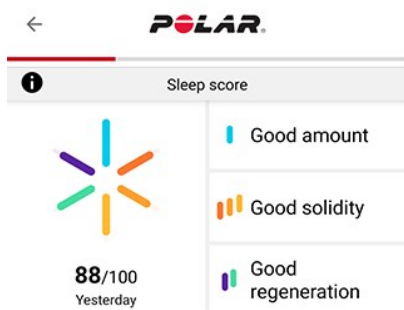 POLAR.
Sleep score
Good amount
Good solidity
Good
regeneration
88/100
Yesterday